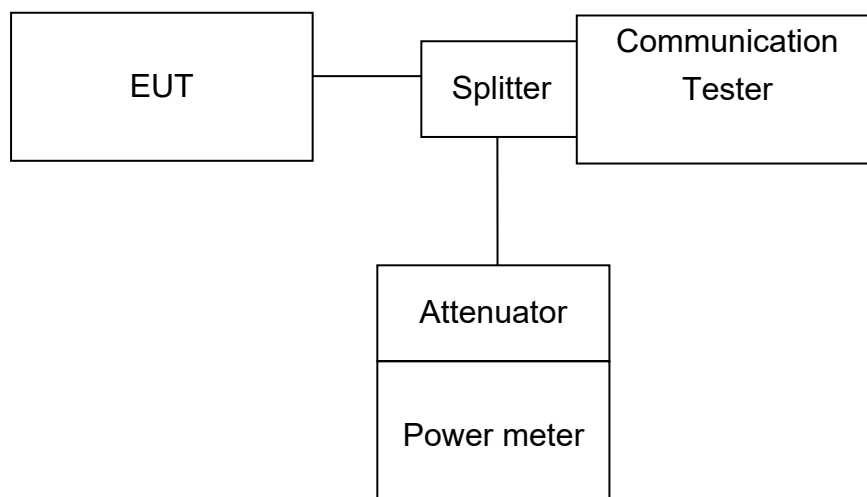 EUT
Splitter
Communication
Tester
Attenuator
Power meter